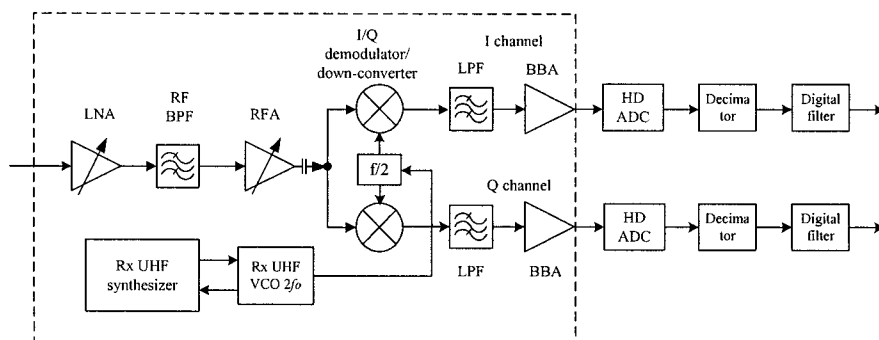 I/Q
demodulator/
down-converter
I channel
LPF
BBA
LNA
RF
BPF
RFA
HD
ADC
Decima
tor
Digital
filter
f/2
Q channel
HD
ADC
Decima
tor
Digital
filter
Rx UHF
synthesizer
Rx UHF
VCO 2fo
LPF
BBA